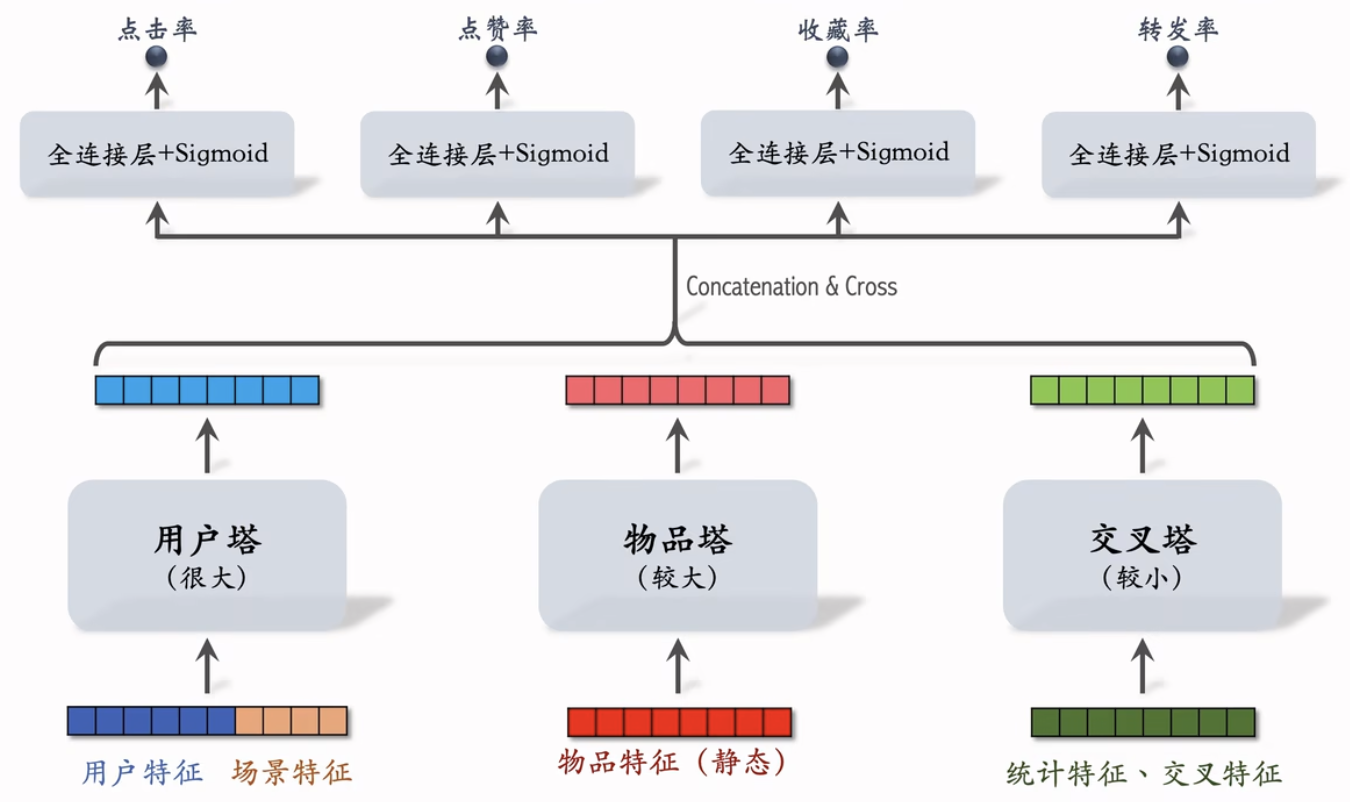 点击率
点赞率
收藏率
转发率
全连接层+Sigmoid
全连接层+Sigmoid
全连接层+Sigmoid
全连接层+Sigmoid
Concatenation & Cross
用户塔
(很大)
物品塔
(较大)
交叉塔
(较小)
用户特征
场景特征
物品特征(静态)
统计特征、交叉特征